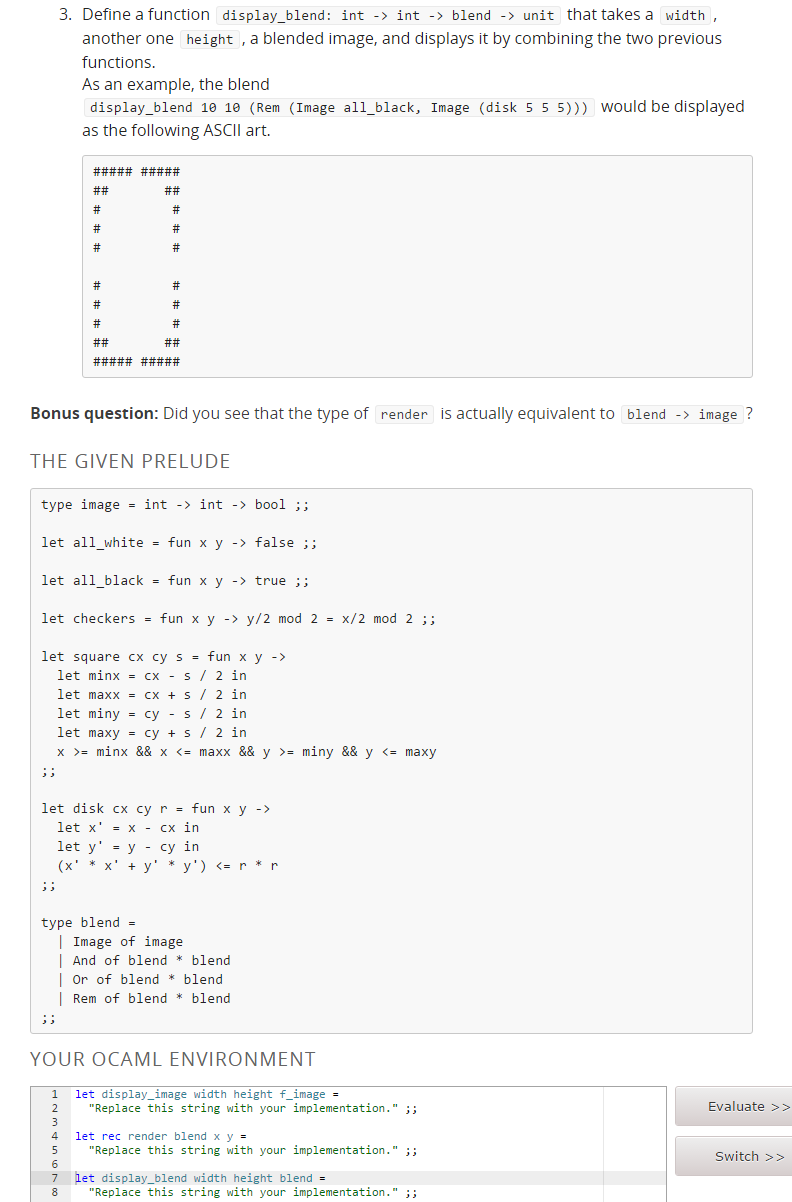 3. Define a function display_blend: int -> int -> blend -> unit that takes a width ,
another one height , a blended image, and displays it by combining the two previous
functions.
As an example, the blend
display_blend 10 10 (Rem (Image all_black, Image (disk 5 5 5))) would be displayed
as the following ASCII art.
##### #####
##       ##
#         #
#         #
#         #
#         #
#         #
#         #
##       ##
##### #####
Bonus question: Did you see that the type of render is actually equivalent to blend -> image ?
THE GIVEN PRELUDE
type image = int -> int -> bool ;;
let all_white = fun x y -> false ;;
let all_black = fun x y -> true ;;
let checkers = fun x y -> y/2 mod 2 = x/2 mod 2 ;;
let square cx cy s = fun x y ->
  let minx = cx - s / 2 in
  let maxx = cx + s / 2 in
  let miny = cy - s / 2 in
  let maxy = cy + s / 2 in
  x >= minx && x <= maxx && y >= miny && y <= maxy
;;
let disk cx cy r = fun x y ->
  let x' = x - cx in
  let y' = y - cy in
  (x' * x' + y' * y') <= r * r
;;
type blend =
  | Image of image
  | And of blend * blend
  | Or of blend * blend
  | Rem of blend * blend
;;
YOUR OCAML ENVIRONMENT
1 let display_image width height f_image =
2   "Replace this string with your implementation." ;;
3
4 let rec render blend x y =
5   "Replace this string with your implementation." ;;
6
7 let display_blend width height blend =
8   "Replace this string with your implementation." ;;
Evaluate >>
Switch >>